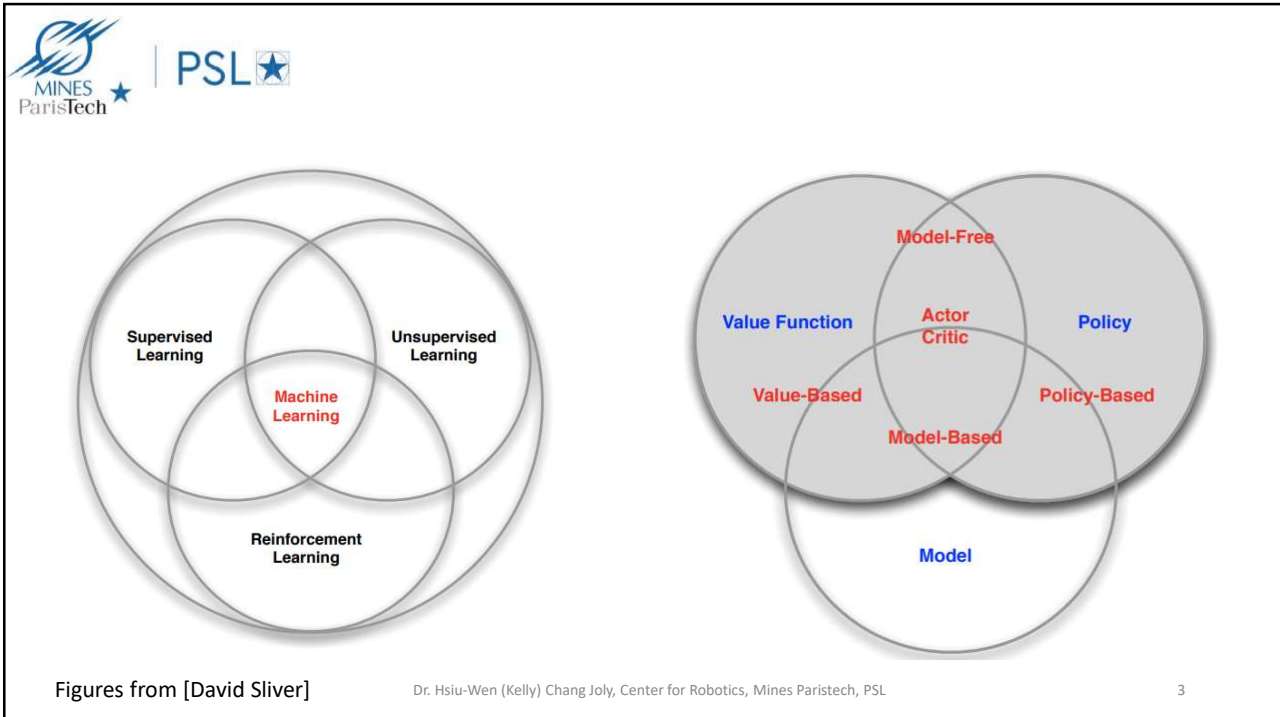 MINES
ParisTech
PSL
Supervised
Learning
Unsupervised
Learning
Machine
Learning
Reinforcement
Learning
Model-Free
Value Function
Actor
Critic
Policy
Value-Based
Policy-Based
Model-Based
Model
Figures from [David Sliver]
Dr. Hsiu-Wen (Kelly) Chang Joly, Center for Robotics, Mines Paristech, PSL
3